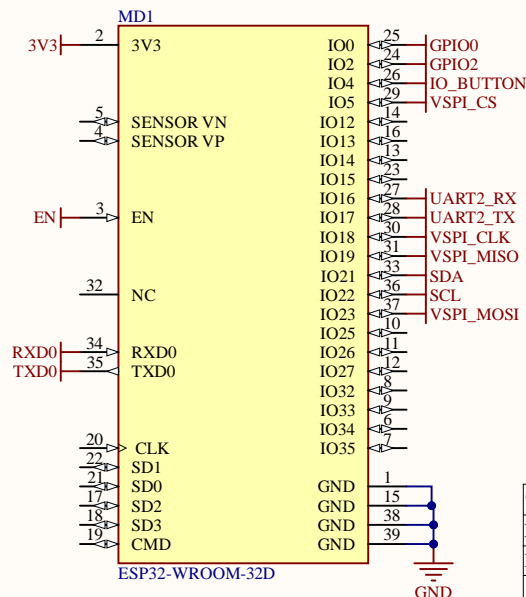 MD1
3V3 2 3V3 IO0 25 GPIO0
IO2 24 GPIO2
IO4 26 IO_BUTTON
IO5 29 VSPI_CS
5 SENSOR VN IO12 14
4 SENSOR VP IO13 16
IO14 13
IO15 23
IO16 27 UART2_RX
EN 3 EN IO17 28 UART2_TX
IO18 30 VSPI_CLK
IO19 31 VSPI_MISO
IO21 33 SDA
32 NC IO22 36 SCL
IO23 37 VSPI_MOSI
IO25 10
RXD0 34 RXD0 IO26 11
TXD0 35 TXD0 IO27 12
IO32 8
IO33 9
IO34 6
20 CLK IO35 7
22 SD1
21 SD0 GND 1
17 SD2 GND 15
18 SD3 GND 38
19 CMD GND 39
ESP32-WROOM-32D
GND